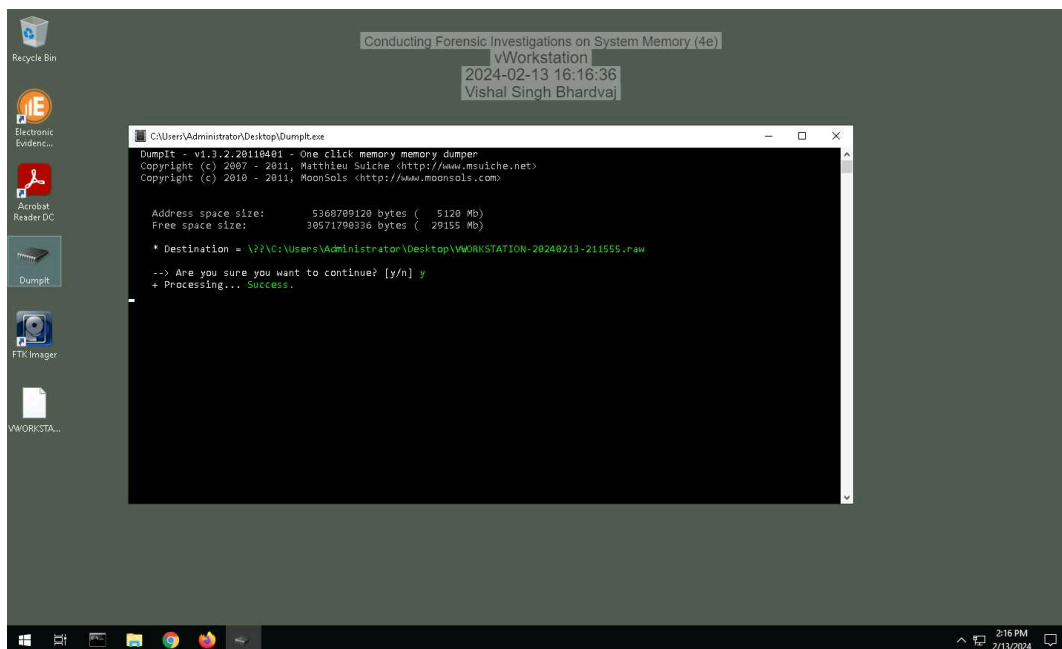 Recycle Bin
Electronic
Evidenc...
Acrobat
Reader DC
DumpIt
FTK Imager
VWORKSTA...
Conducting Forensic Investigations on System Memory (4e)
vWorkstation
2024-02-13 16:16:36
Vishal Singh Bhardvaj
C:\Users\Administrator\Desktop\DumpIt.exe
DumpIt - v1.3.2.20110401 - One click memory memory dumper
Copyright (c) 2007 - 2011, Matthieu Suiche <http://www.msuiche.net>
Copyright (c) 2010 - 2011, MoonSols <http://www.moonsols.com>
Address space size: 5368709120 bytes ( 5120 Mb)
Free space size: 30571790336 bytes ( 29155 Mb)
* Destination = \??\C:\Users\Administrator\Desktop\VWORKSTATION-20240213-211555.raw
--> Are you sure you want to continue? [y/n] y
+ Processing... Success.
2:16 PM
2/13/2024